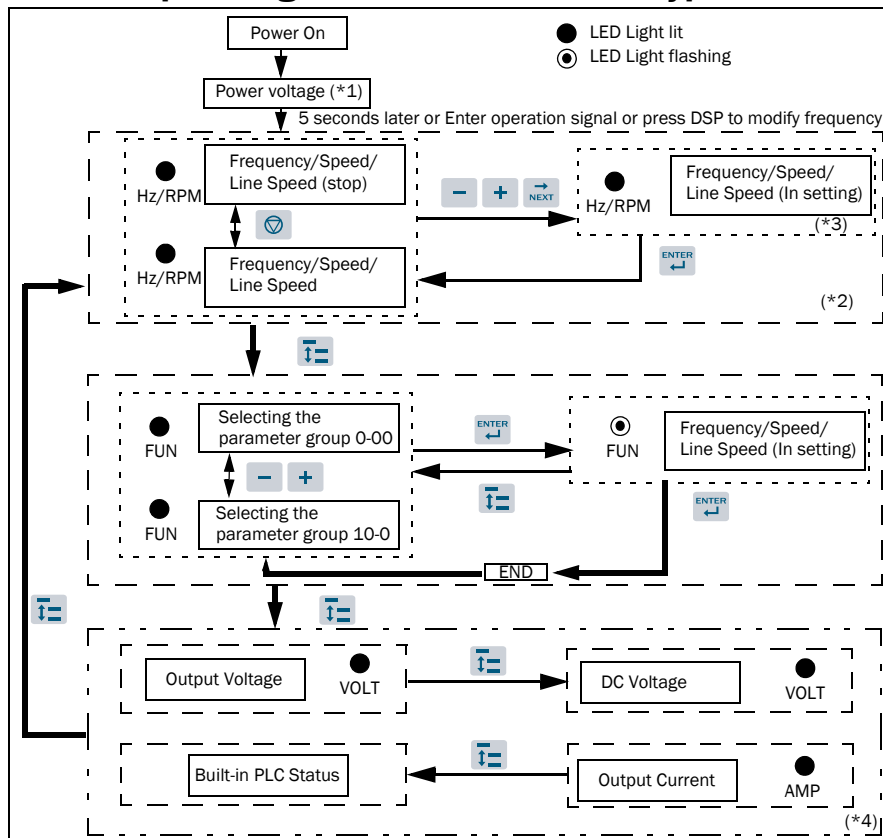 Power On
LED Light lit
LED Light flashing
Power voltage (*1)
5 seconds later or Enter operation signal or press DSP to modify frequency
Hz/RPM
Frequency/Speed/
Line Speed (stop)
NEXT
Hz/RPM
Frequency/Speed/
Line Speed (In setting)
(*3)
Hz/RPM
Frequency/Speed/
Line Speed
ENTER
(*2)
FUN
Selecting the
parameter group 0-00
ENTER
FUN
Frequency/Speed/
Line Speed (In setting)
FUN
Selecting the
parameter group 10-0
ENTER
END
Output Voltage
VOLT
DC Voltage
VOLT
Built-in PLC Status
Output Current
AMP
(*4)